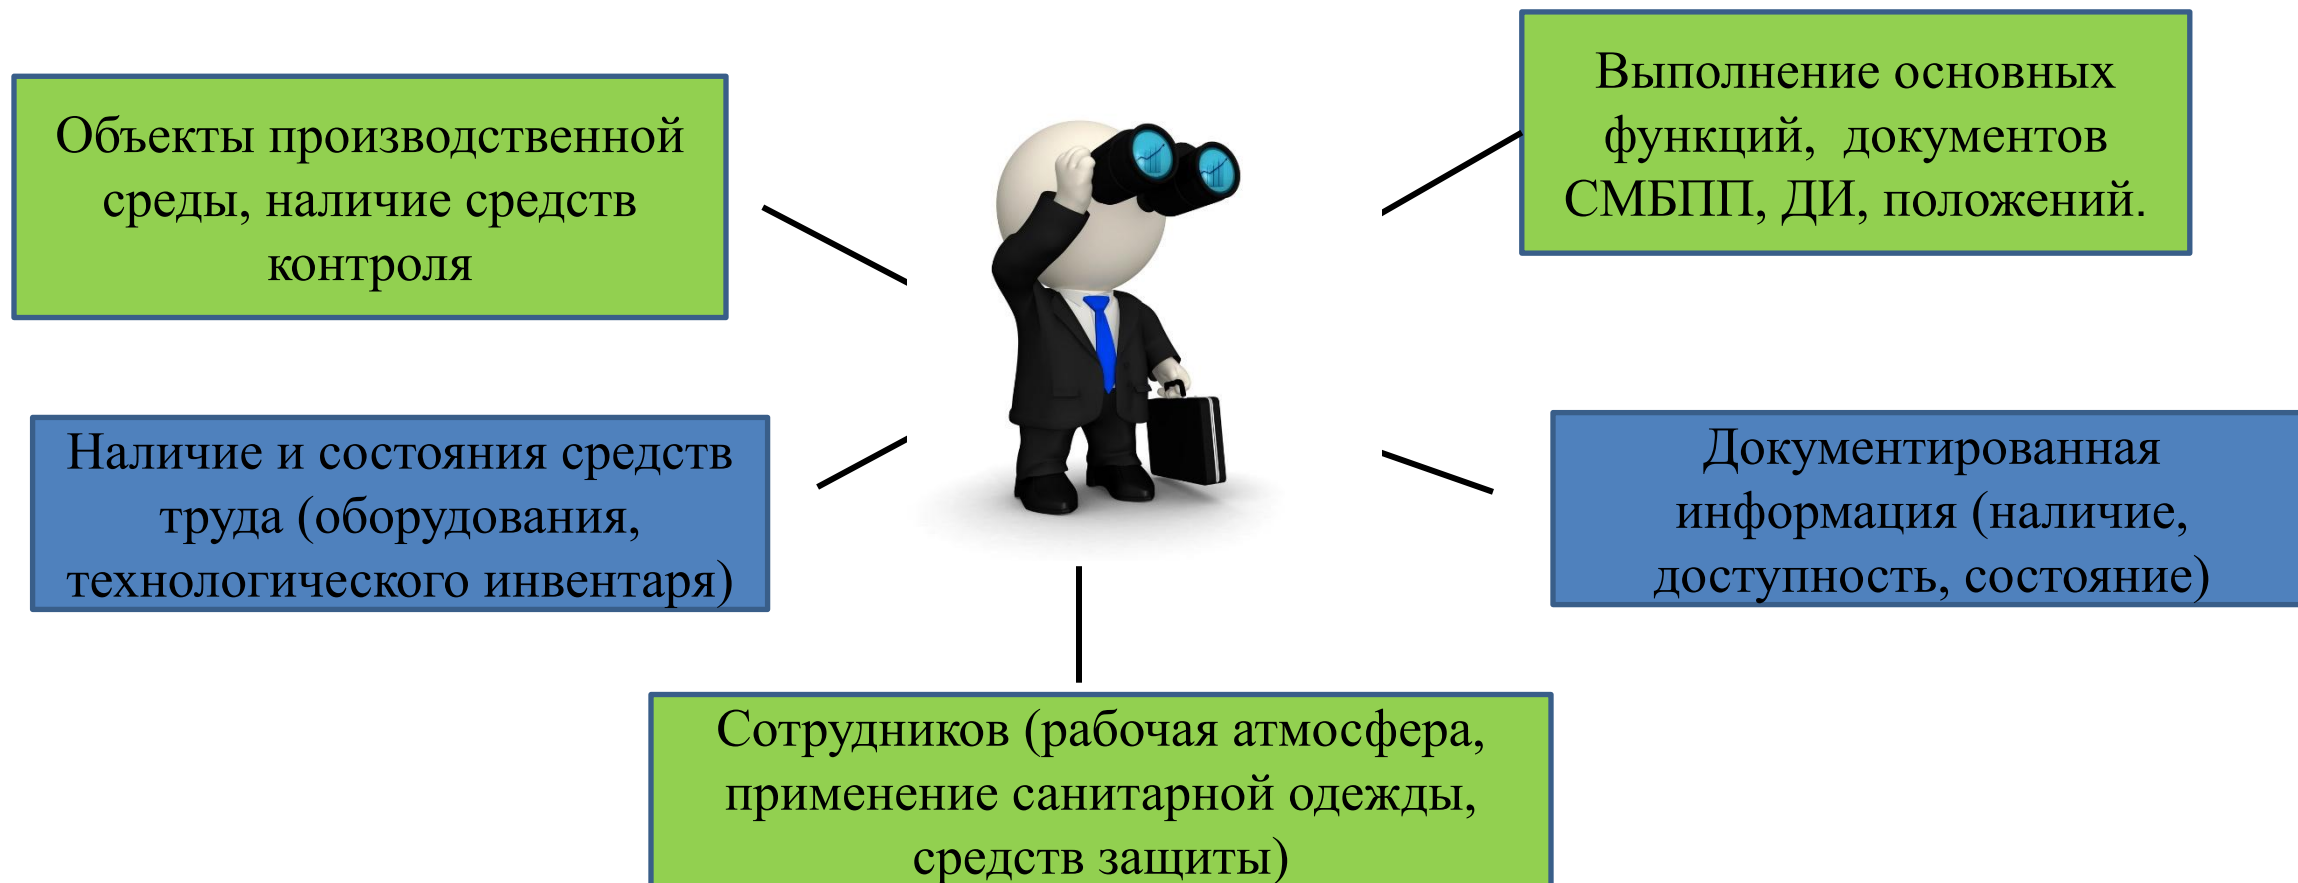 Объекты производственной
среды, наличие средств
контроля
Выполнение основных
функций,  документов
СМБПП, ДИ, положений.
Наличие и состояния средств
труда (оборудования,
технологического инвентаря)
Документированная
информация (наличие,
доступность, состояние)
Сотрудников (рабочая атмосфера,
применение санитарной одежды,
средств защиты)